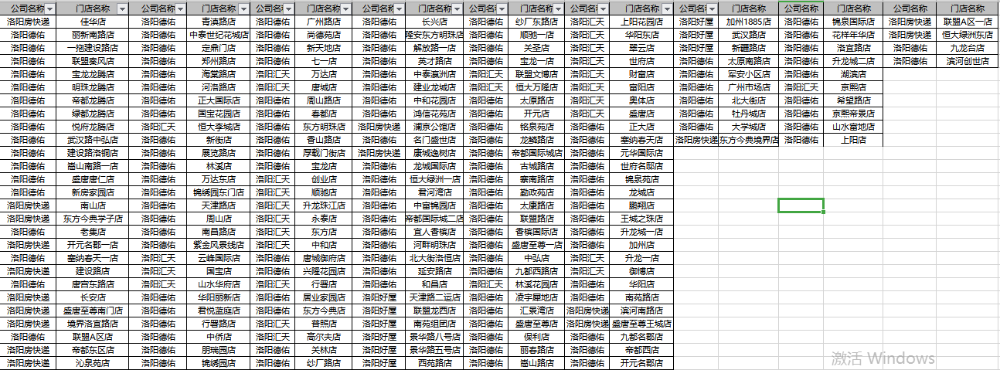 公司名称 门店名称 公司名称 门店名称 公司名称 门店名称 公司名称 门店名称 公司名称 门店名称 公司名称 门店名称 公司名称 门店名称 公司名称 门店名称 公司名称 门店名称
洛阳房快递 佳华店 洛阳德佑 青滇路店 洛阳德佑 广州路店 洛阳德佑 长兴店 洛阳德佑 纱厂东路店 洛阳汇天 上阳花园店 洛阳好屋 加州1885店 洛阳德佑 锦泉国际店 洛阳房快递 联盟A区一店
洛阳德佑 丽新南路店 洛阳德佑 中泰世纪花城店 洛阳德佑 尚德苑店 洛阳德佑 隆安东方明珠店 洛阳德佑 顺驰一店 洛阳汇天 华阳东店 洛阳好屋 武汉路店 洛阳德佑 花样年华店 洛阳房快递 恒大绿洲东店
洛阳德佑 一拖建设路店 洛阳德佑 定鼎门店 洛阳德佑 新天地店 洛阳德佑 解放路一店 洛阳德佑 关圣店 洛阳汇天 翠云店 洛阳好屋 新疆路店 洛阳德佑 洛宜路店 洛阳德佑 九龙台店
洛阳德佑 联盟秦风店 洛阳德佑 郑州路店 洛阳德佑 七一店 洛阳德佑 英才路店 洛阳德佑 宝龙一店 洛阳汇天 世府店 洛阳德佑 太原南路店 洛阳德佑 升龙城二店 洛阳德佑 滨河创世店
洛阳德佑 宝龙龙腾店 洛阳德佑 海棠路店 洛阳汇天 万达店 洛阳德佑 中泰瀛洲店 洛阳汇天 联盟文博店 洛阳汇天 财富店 洛阳德佑 军安小区店 洛阳德佑 湖滨店
洛阳德佑 明珠龙腾店 洛阳德佑 河洛路店 洛阳汇天 唐城店 洛阳德佑 建业龙城店 洛阳汇天 恒大万隆店 洛阳汇天 富阳店 洛阳德佑 广州市场店 洛阳汇天 京熙店
洛阳德佑 帝都龙腾店 洛阳德佑 正大国际店 洛阳德佑 周山路店 洛阳德佑 中和花园店 洛阳德佑 太原路店 洛阳汇天 奥体店 洛阳德佑 北大街店 洛阳德佑 希望路店
洛阳德佑 绿都龙腾店 洛阳德佑 国宝花园店 洛阳德佑 春都店 洛阳德佑 鸿信花苑店 洛阳德佑 开元店 洛阳汇天 盛唐店 洛阳德佑 牡丹城店 洛阳德佑 京熙帝景店
洛阳德佑 悦府龙腾店 洛阳汇天 恒大李城店 洛阳德佑 东方明珠店 洛阳房快递 澜京公馆店 洛阳德佑 铭泉苑店 洛阳德佑 正大店 洛阳德佑 大学城店 洛阳德佑 山水富地店
洛阳德佑 武汉路中弘店 洛阳德佑 新街店 洛阳德佑 香山路店 洛阳德佑 名门盛世店 洛阳德佑 龙鳞路店 洛阳德佑 塞纳春天店 洛阳房快递 东方今典境界店 洛阳德佑 上阳店
洛阳德佑 建设路洛铜店 洛阳德佑 展览路店 洛阳德佑 厚载门街店 洛阳房快递 康城逸树店 洛阳德佑 帝都国际城店 洛阳德佑 元华国际店
洛阳德佑 嵩山南路一店 洛阳德佑 林溪店 洛阳德佑 宝龙店 洛阳德佑 龙城国际店 洛阳德佑 古城路店 洛阳德佑 世府名邸店
洛阳德佑 盛唐唐仁店 洛阳德佑 万达东店 洛阳德佑 创业店 洛阳德佑 恒大绿洲一店 洛阳德佑 寨南路店 洛阳德佑 锦泉苑店
洛阳德佑 新房家园店 洛阳德佑 锦绣园东门店 洛阳汇天 顺驰店 洛阳德佑 君河湾店 洛阳德佑 勤政苑店 洛阳德佑 龙城店
洛阳房快递 南山店 洛阳德佑 天津路店 洛阳汇天 升龙珠江店 洛阳德佑 中富锦园店 洛阳德佑 太康路店 洛阳汇天 鹏翔店
洛阳房快递 东方今典学子店 洛阳德佑 周山店 洛阳汇天 永泰店 洛阳德佑 帝都国际城二店 洛阳德佑 联盟路店 洛阳汇天 王城之珠店
洛阳德佑 老集店 洛阳德佑 南昌路店 洛阳德佑 东方店 洛阳德佑 宜人香槟店 洛阳德佑 香槟国际店 洛阳汇天 升龙城一店
洛阳房快递 开元名郡一店 洛阳德佑 紫金风景线店 洛阳汇天 中和店 洛阳德佑 河畔明珠店 洛阳德佑 盛唐至尊一店 洛阳德佑 加州店
洛阳德佑 塞纳春天一店 洛阳汇天 云峰国际店 洛阳德佑 唐城御府店 洛阳德佑 北大街洛恒店 洛阳德佑 中弘店 洛阳汇天 升龙一店
洛阳房快递 建设路店 洛阳汇天 国宝店 洛阳德佑 兴隆花园店 洛阳德佑 延安路店 洛阳德佑 九都西路店 洛阳汇天 御博店
洛阳汇天 唐宫东路店 洛阳汇天 山水华府店 洛阳汇天 行署店 洛阳德佑 和昌店 洛阳汇天 林溪花园店 洛阳德佑 华阳店
洛阳房快递 长安店 洛阳德佑 华阳丽新店 洛阳德佑 居业家园店 洛阳好屋 天津路二运店 洛阳德佑 凌宇犀地店 洛阳德佑 南苑路店
洛阳房快递 盛唐至尊南门店 洛阳德佑 君悦蓝庭店 洛阳德佑 东方今典店 洛阳好屋 联盟龙西店 洛阳德佑 汇景湾店 洛阳房快递 滨河南路店
洛阳房快递 境界洛宜路店 洛阳德佑 行署路店 洛阳汇天 普照店 洛阳好屋 南苑组团店 洛阳德佑 盛唐至尊店 洛阳房快递 盛唐至尊王城店
洛阳德佑 联盟A区店 洛阳德佑 中侨店 洛阳汇天 高尔夫店 洛阳好屋 景华路八号店 洛阳德佑 保利店 洛阳德佑 九都名郡店
洛阳房快递 帝都东区店 洛阳德佑 朋瑞园店 洛阳德佑 关林店 洛阳好屋 景华路五号店 洛阳德佑 丽春路店 洛阳德佑 帝都西店
洛阳房快递 沁泉苑店 洛阳德佑 锦绣园店 洛阳德佑 纱厂路店 洛阳好屋 西苑路店 洛阳德佑 嵩山路店 洛阳德佑 开元名郡店
激活 Windows